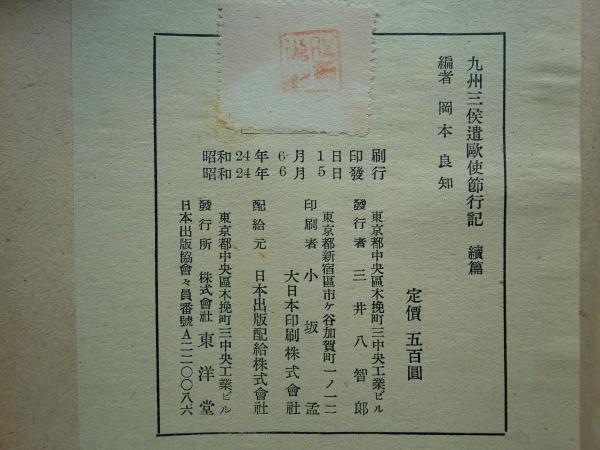 九州三侯遣歐使節行記　續篇
編者　岡本良知
定價　五百圓
昭和24年6月1日印刷
昭和24年6月5日發行
東京都中央區木挽町三中央工業ビル
發行者　三井八智郎
東京都新宿區市ケ谷加賀町一ノ一二
印刷者　小坂孟
大日本印刷株式會社
配給元　日本出版配給株式會社
東京都中央區木挽町三中央工業ビル
發行所　株式會社　東洋堂
日本出版協會々員番號A二二〇〇八六